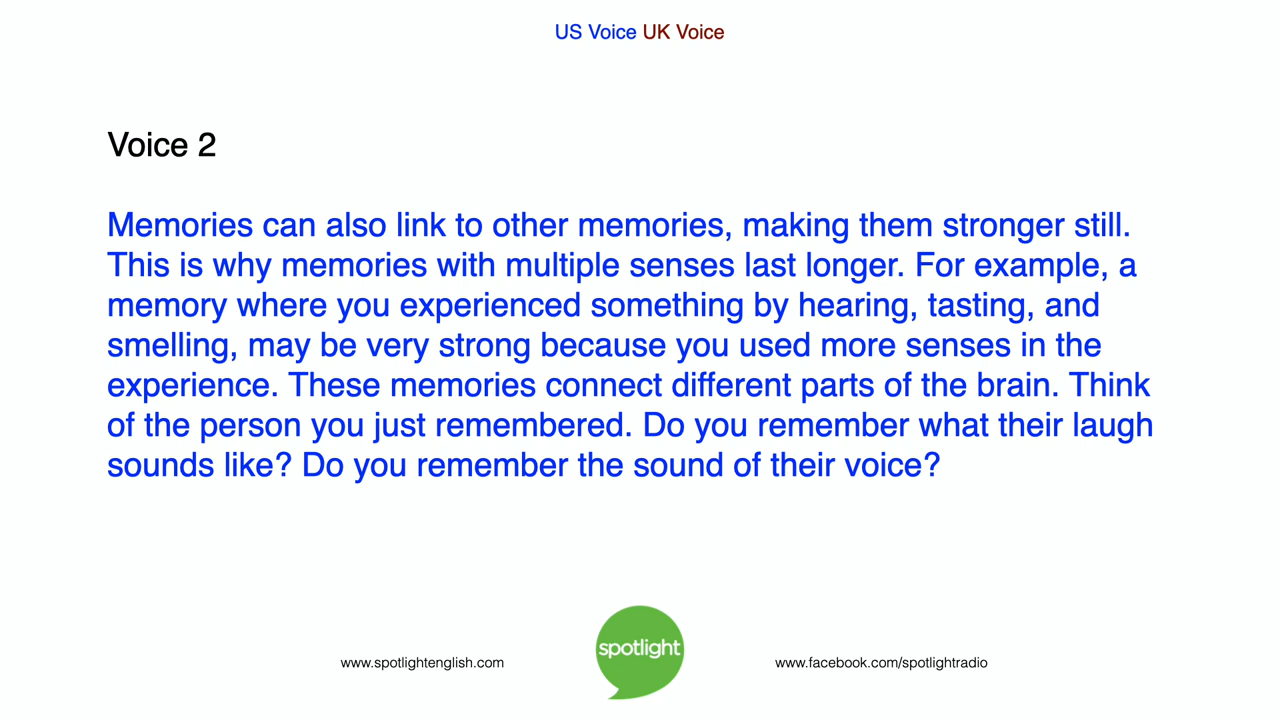 US Voice UK Voice
Voice 2
Memories can also link to other memories, making them stronger still.
This is why memories with multiple senses last longer. For example, a
memory where you experienced something by hearing, tasting, and
smelling, may be very strong because you used more senses in the
experience. These memories connect different parts of the brain. Think
of the person you just remembered. Do you remember what their laugh
sounds like? Do you remember the sound of their voice?
www.spotlightenglish.com
spotlight
www.facebook.com/spotlightradio